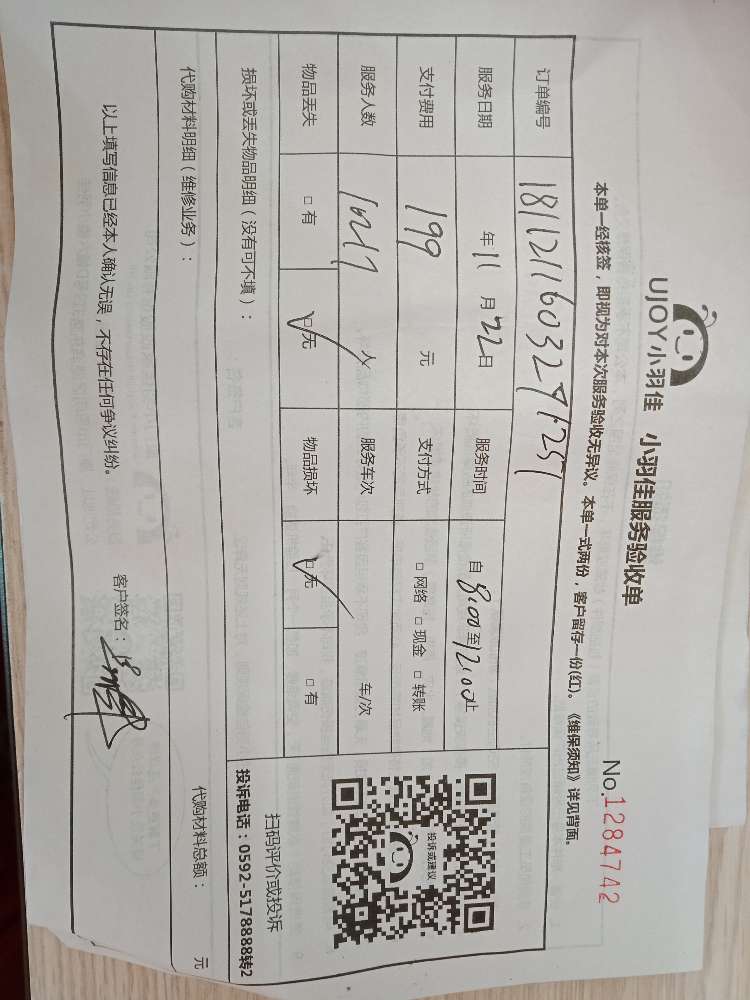 UJOY小羽佳 小羽佳服务验收单
No.1284742
本单一经核签，即视为对本次服务验收无异议。本单一式两份，客户留存一份(红)。《维保须知》详见背面。
订单编号
服务日期 年11月22日 服务时间 自8:00至12:00止
支付费用 199元 支付方式 □网络 □现金 □转账
服务人数 人 服务车次 车/次
物品丢失 □有 □无 物品损坏 □无 □有
投诉或建议
扫码评价或投诉
投诉电话：0592-5178888转2
损坏或丢失物品明细（没有可不填）：
代购材料明细（维修业务）：
代购材料总额： 元
以上填写信息已经本人确认无误，不存在任何争议纠纷。
客户签名：